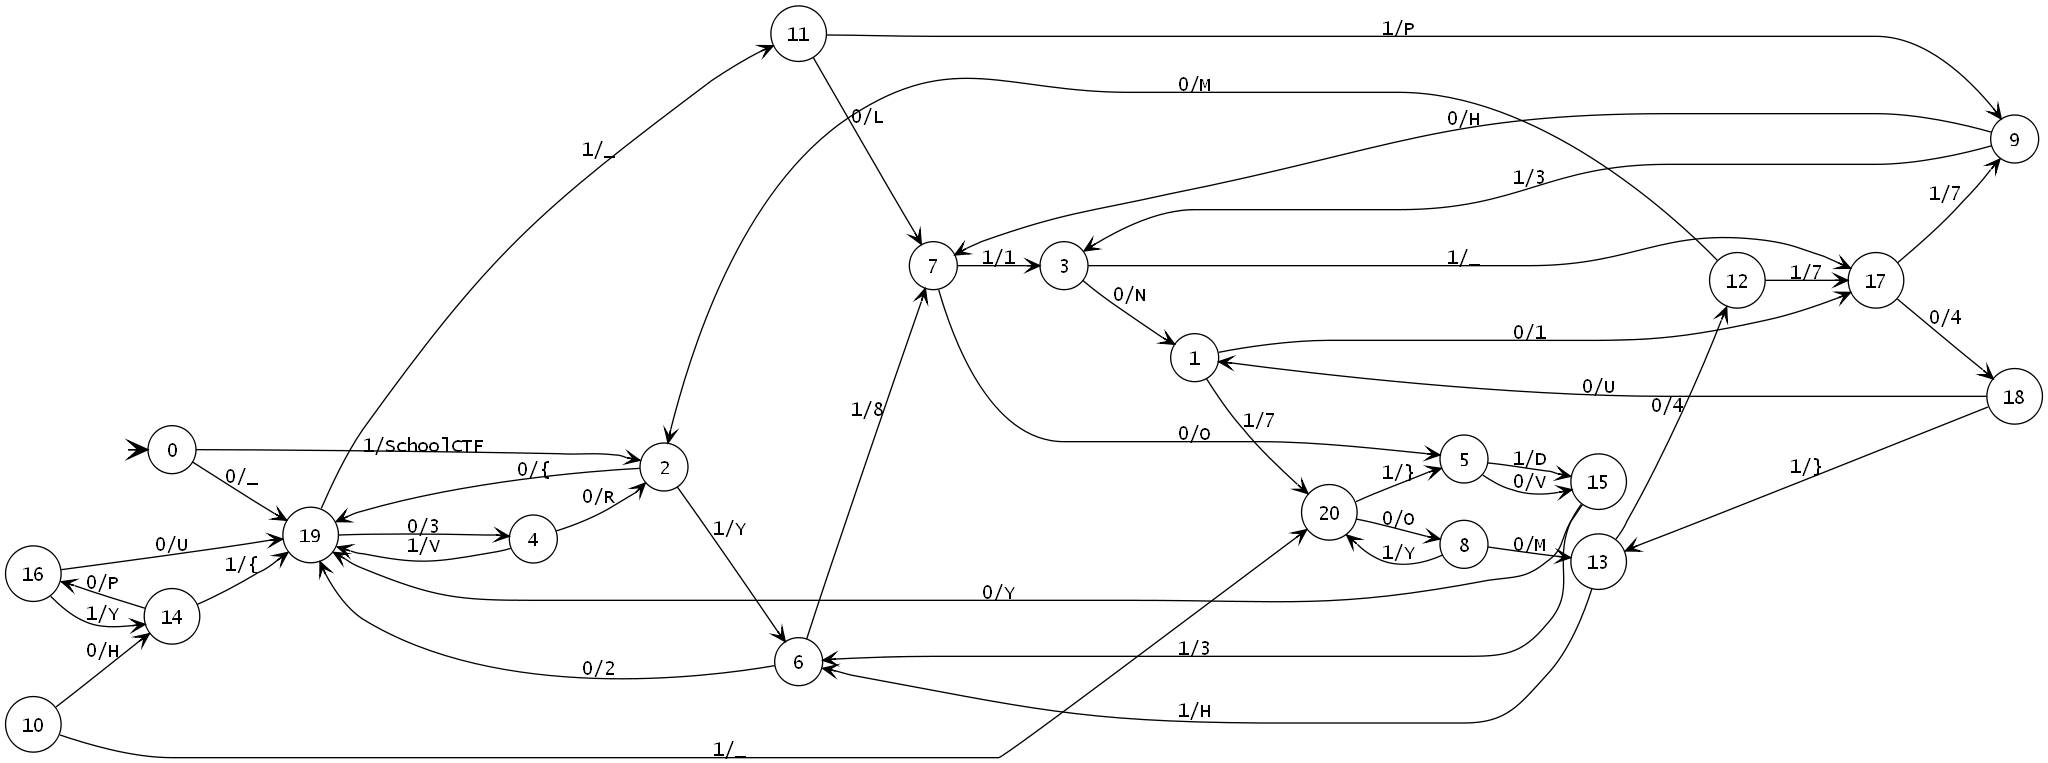 11
1/P
0/M
0/L
0/H
9
1/_
1/3
1/7
7
1/1
3
1/_
12
1/7
17
0/N
0/4
0/1
1
0/U
18
1/8
0/4
1/7
0/O
0
1/SchoolCTF
2
0/{
0/_
0/R
5
1/D
0/V
15
1/}
1/}
20
0/O
19
0/3
4
1/V
1/Y
8
0/M
1/Y
13
0/U
16
0/P
1/{
0/Y
1/Y
14
0/H
1/3
6
0/2
1/H
10
1/_